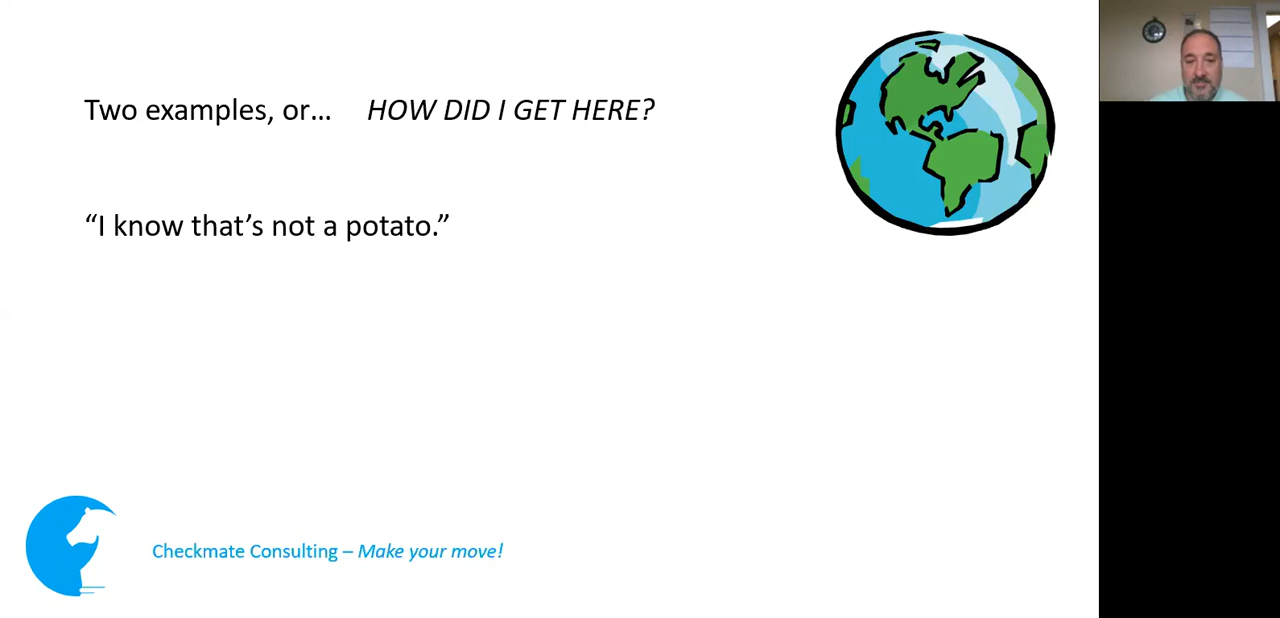 Two examples, or… HOW DID I GET HERE?
“I know that’s not a potato.”
Checkmate Consulting – Make your move!